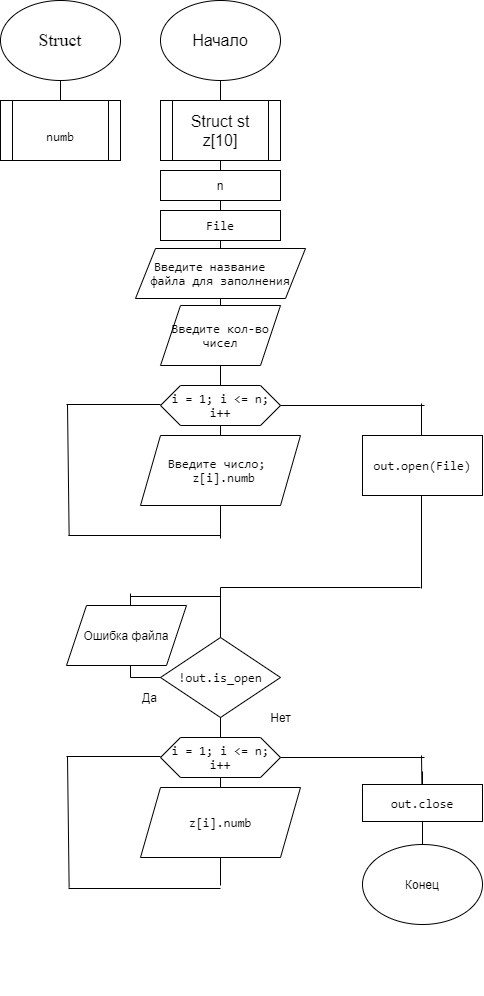 Struct
numb
Начало
Struct st
z[10]
n
File
Введите название
файла для заполнения
Введите кол-во
чисел
i = 1; i <= n;
i++
Введите число;
z[i].numb
out.open(File)
Ошибка файла
!out.is_open
Да
Нет
i = 1; i <= n;
i++
z[i].numb
out.close
Конец